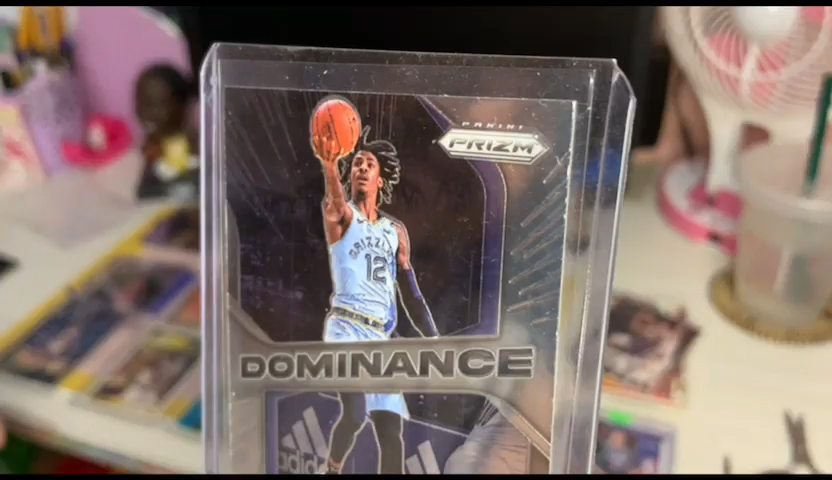 PANINI
PRIZM
GRIZZLIES
12
DOMINANCE
adidas